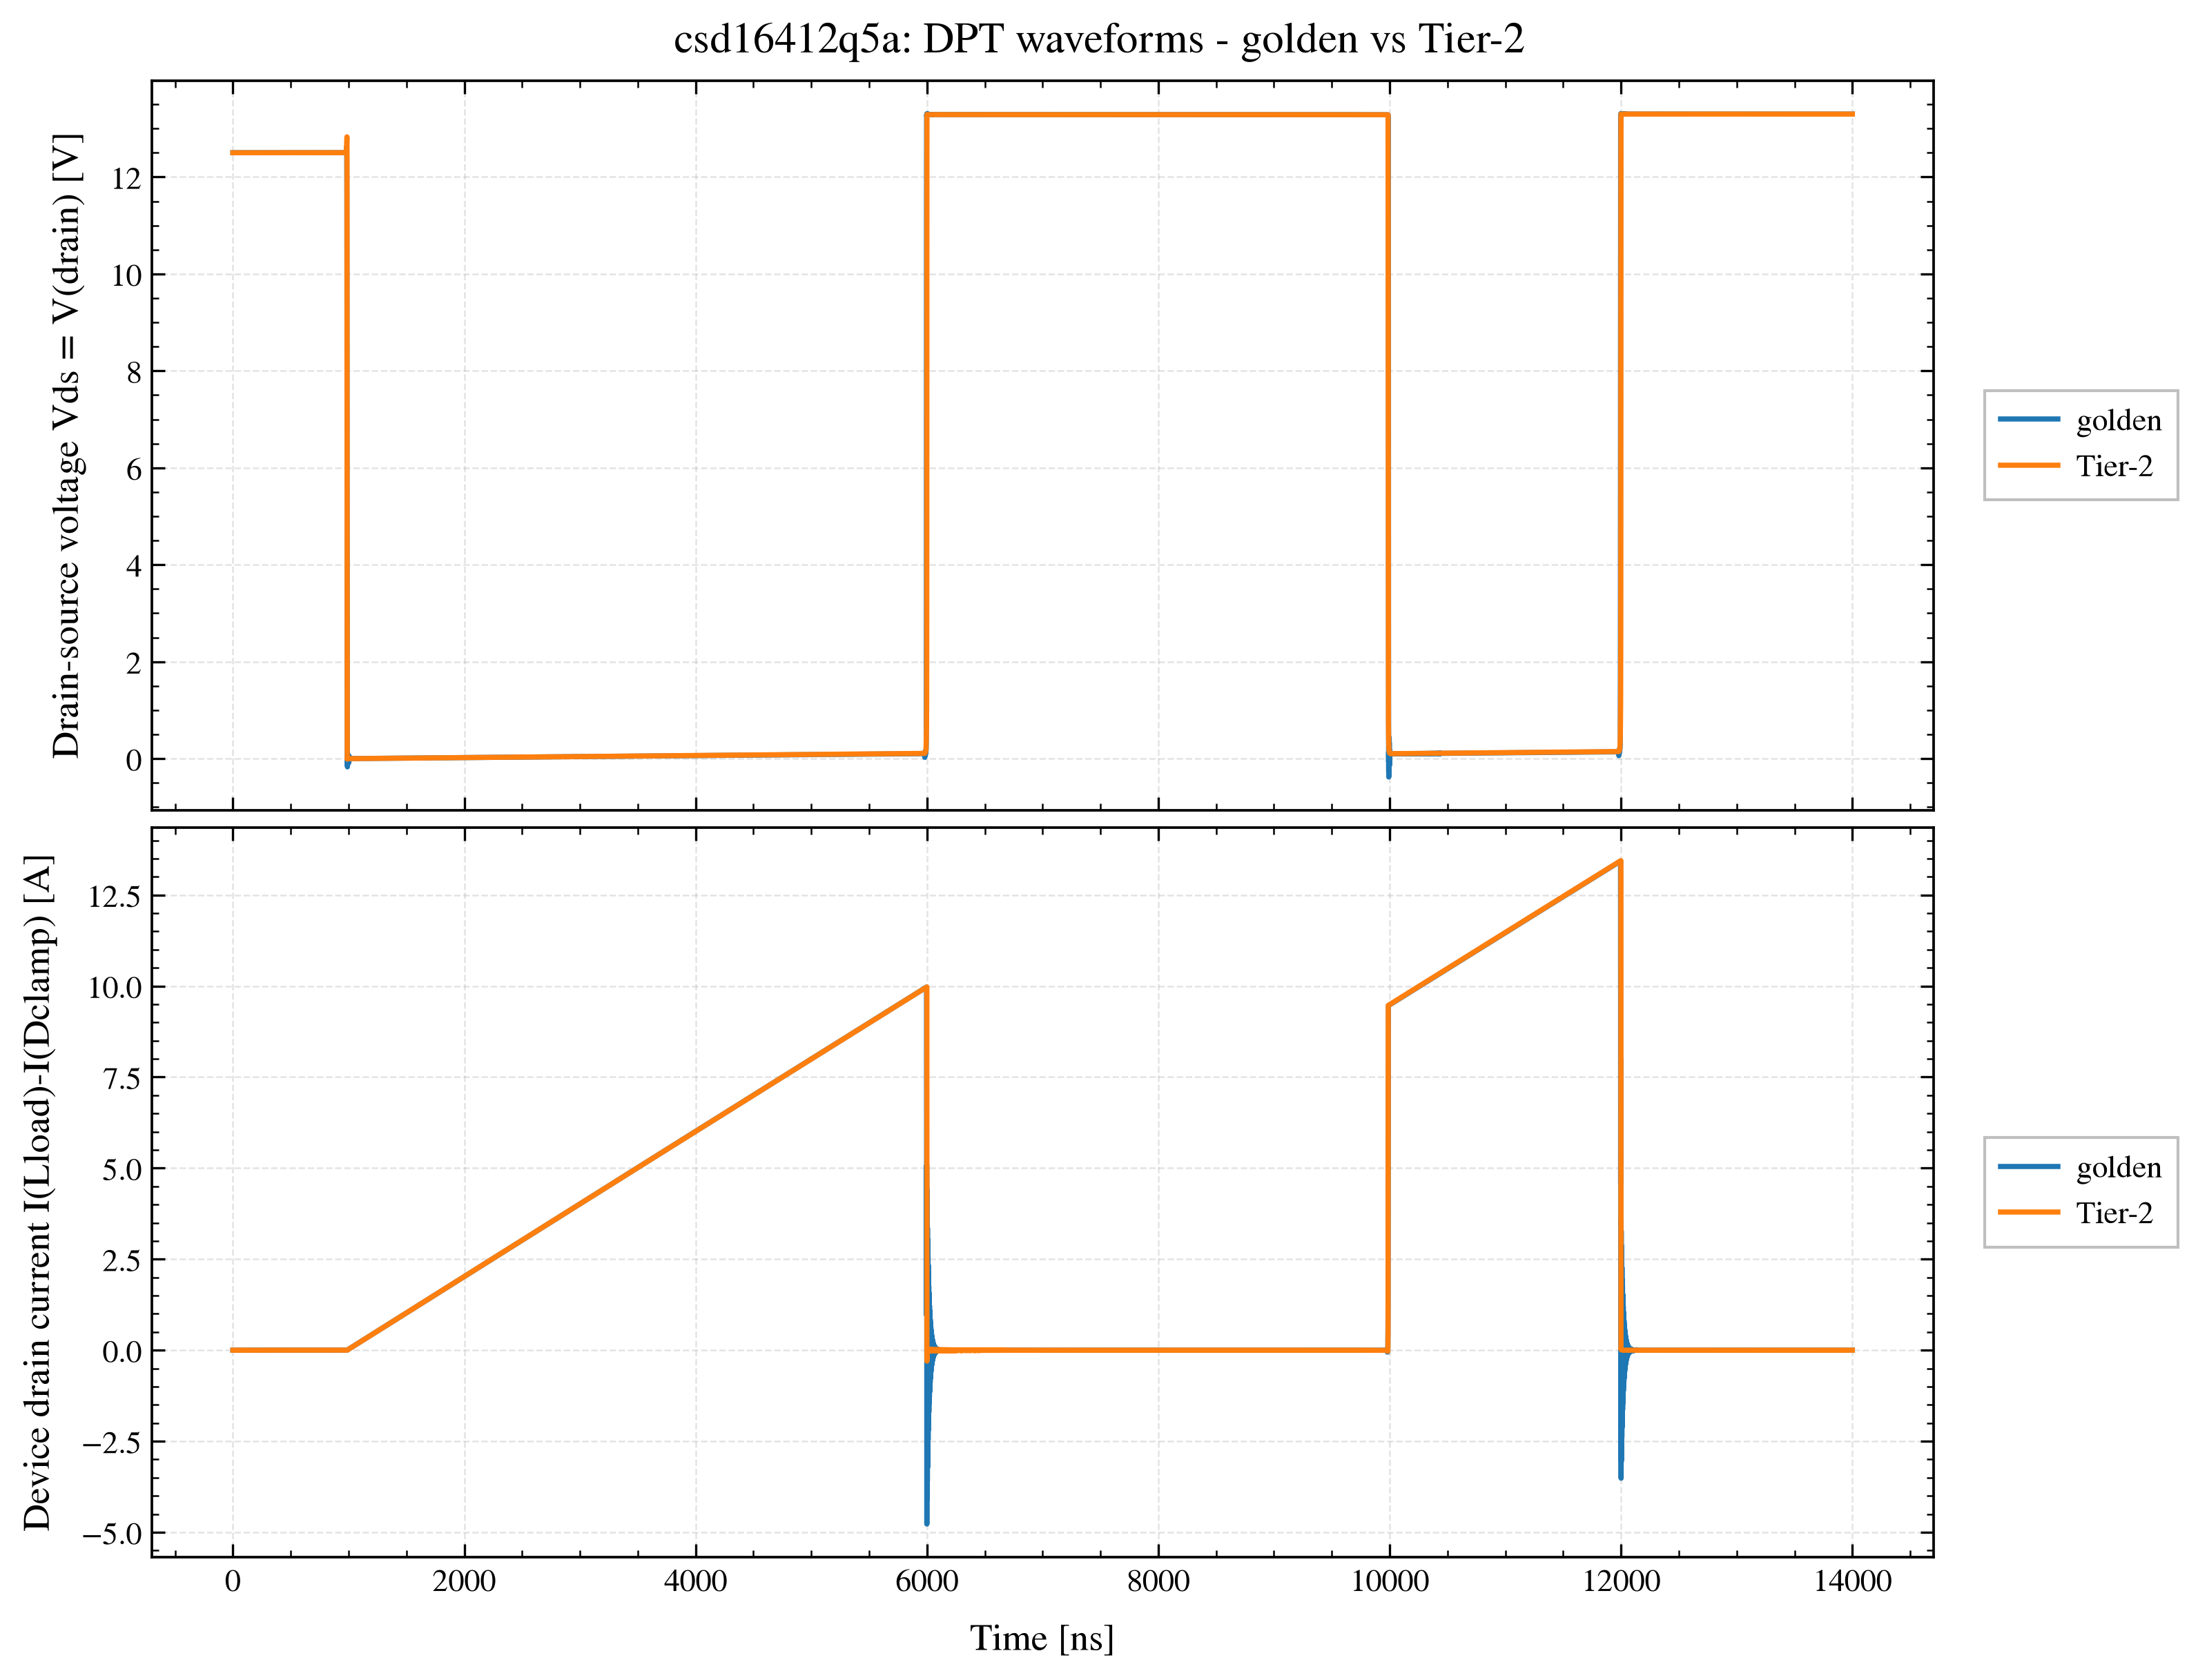 csd16412q5a: DPT waveforms - golden vs Tier-2
Drain-source voltage Vds = V(drain) [V]
12
10
8
6
4
2
0
golden
Tier-2
Device drain current I(Lload)-I(Dclamp) [A]
12.5
10.0
7.5
5.0
2.5
0.0
−2.5
−5.0
golden
Tier-2
0 2000 4000 6000 8000 10000 12000 14000
Time [ns]